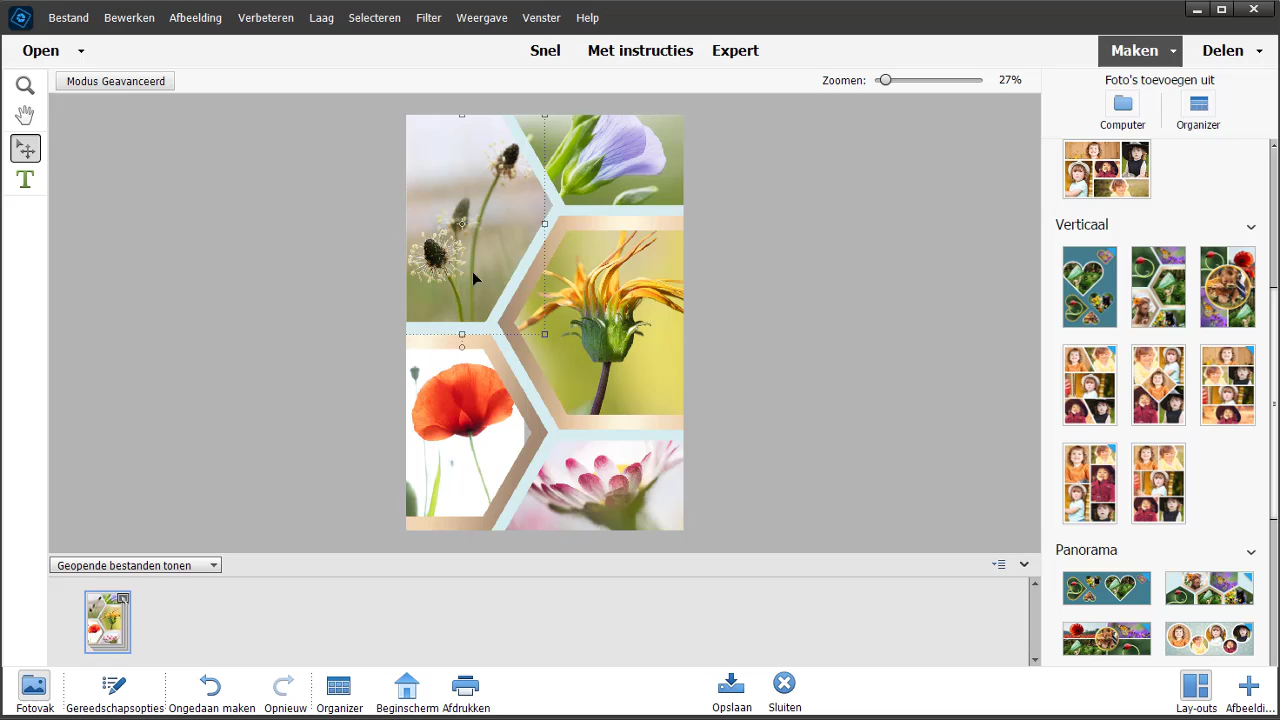 Bestand Bewerken Afbeelding Verbeteren Laag Selecteren Filter Weergave Venster Help
Open Snel Met instructies Expert Maken Delen
Modus Geavanceerd Zoomen: 27%
Foto's toevoegen uit
Computer Organizer
Verticaal
T
Panorama
Geopende bestanden tonen
Fotovak Gereedschapsopties Ongedaan maken Opnieuw Organizer Beginscherm Afdrukken Opslaan Sluiten Lay-outs Afbeeldi...